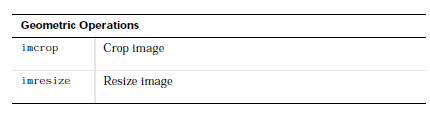 Geometric Operations
imcrop Crop image
imresize Resize image